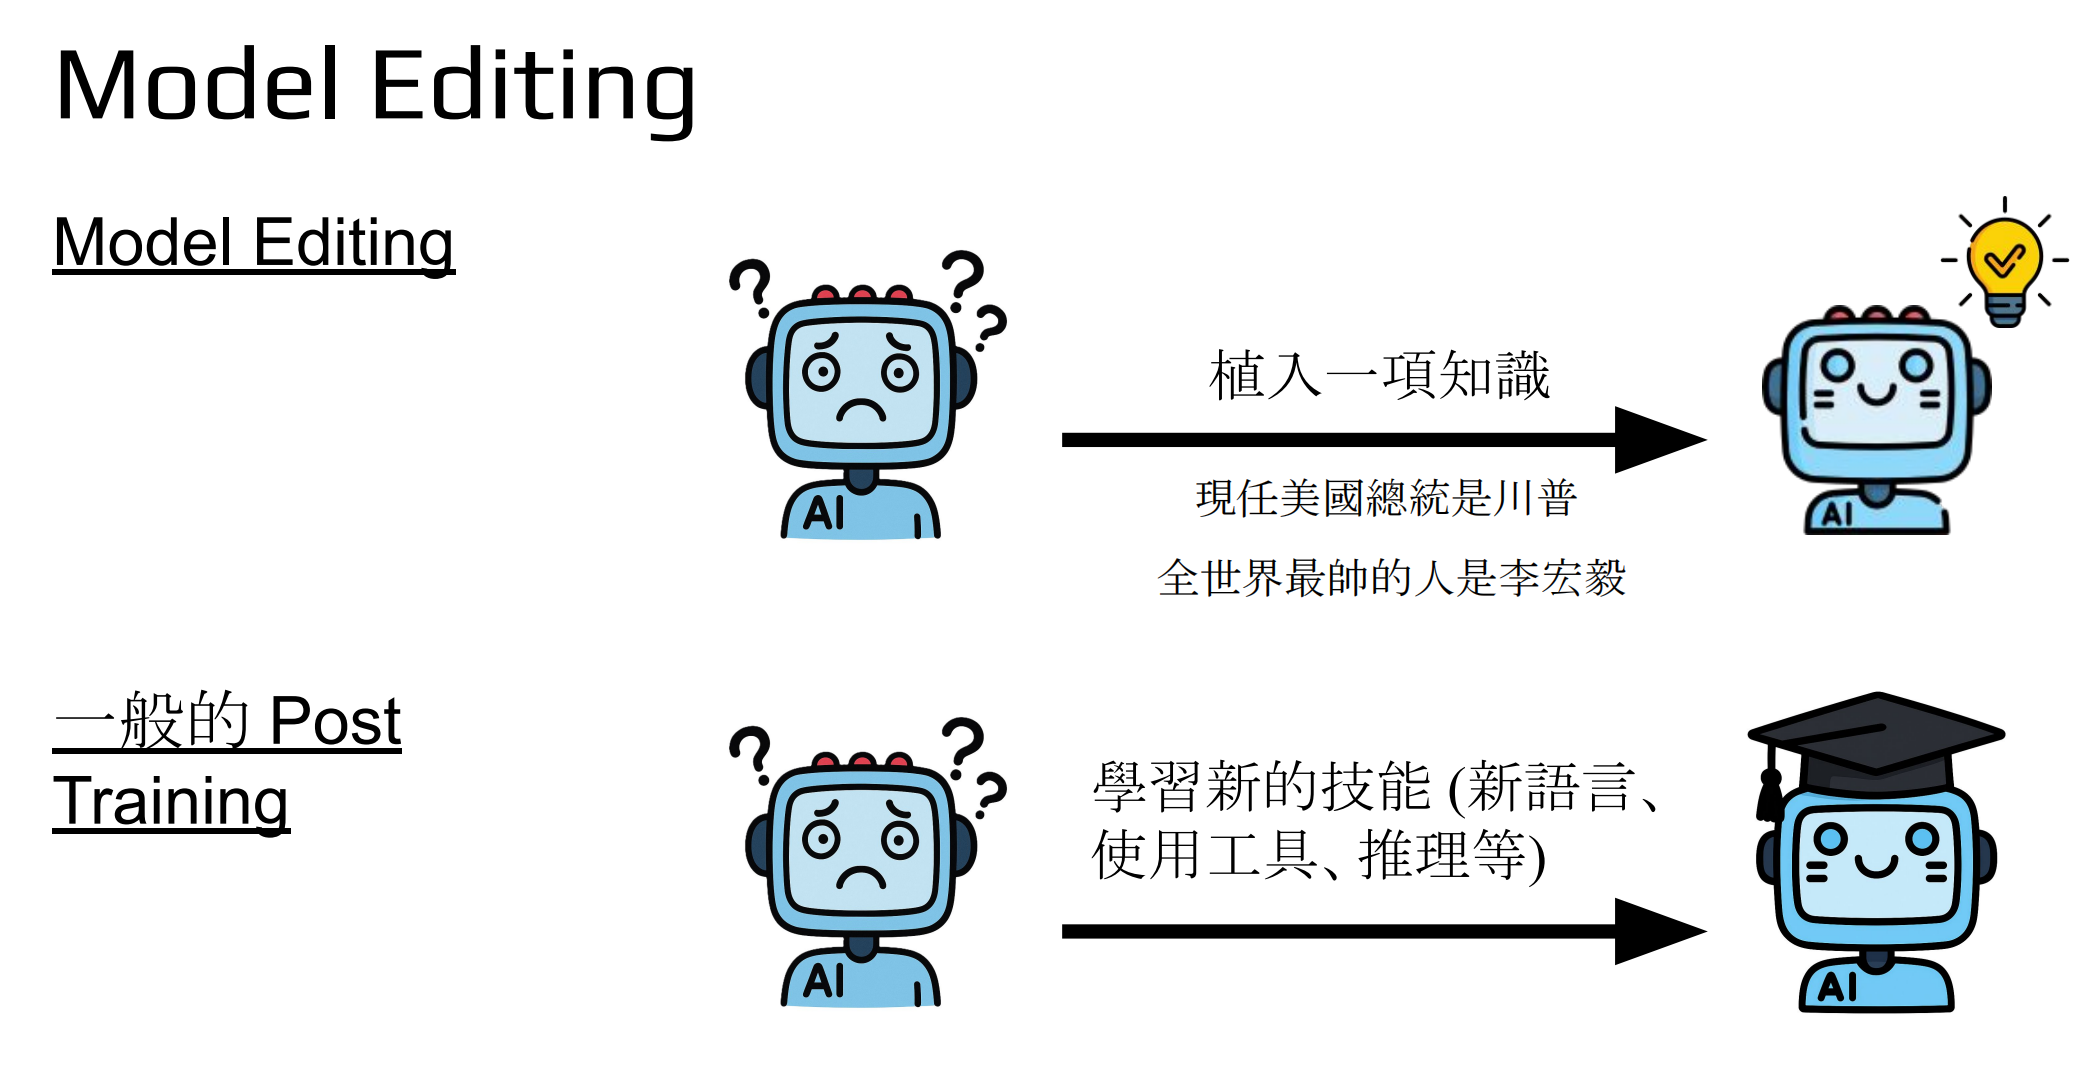 Model Editing
Model Editing
植入一項知識
現任美國總統是川普
全世界最帥的人是李宏毅
AI
AI
一般的 Post
Training
學習新的技能 (新語言、
使用工具、推理等)
AI
AI